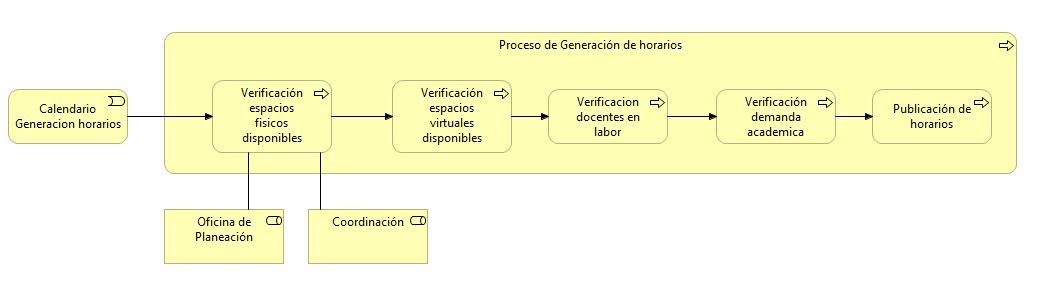 Proceso de Generación de horarios
Calendario
Generacion horarios
Verificación
espacios
fisicos
disponibles
Verificación
espacios
virtuales
disponibles
Verificacion
docentes en
labor
Verificación
demanda
academica
Publicación de
horarios
Oficina de
Planeación
Coordinación